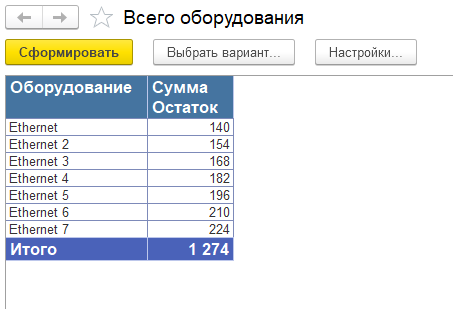 Всего оборудования
Сформировать Выбрать вариант... Настройки...
Оборудование Сумма Остаток
Ethernet 140
Ethernet 2 154
Ethernet 3 168
Ethernet 4 182
Ethernet 5 196
Ethernet 6 210
Ethernet 7 224
Итого 1 274